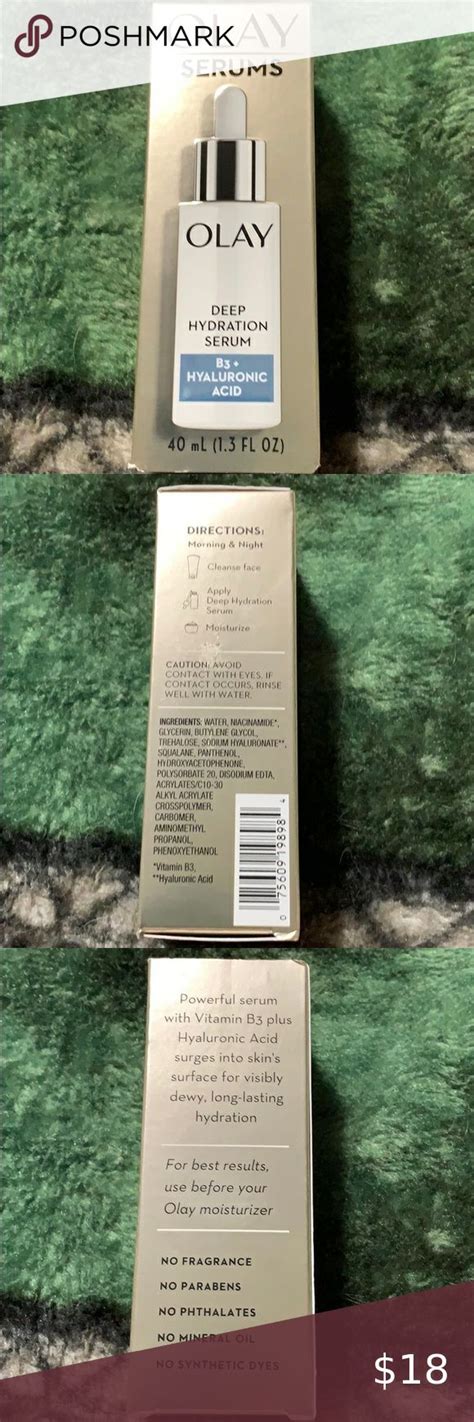 POSHMARK
OLAY
SERUMS
OLAY
DEEP
HYDRATION
SERUM
B3 +
HYALURONIC
ACID
40 mL (1.3 FL OZ)
DIRECTIONS:
Morning & Night
Cleanse face
Apply
Deep Hydration
Serum
Moisturize
CAUTION: AVOID
CONTACT WITH EYES. IF
CONTACT OCCURS, RINSE
WELL WITH WATER.
INGREDIENTS: WATER, NIACINAMIDE*,
GLYCERIN, BUTYLENE GLYCOL,
TREHALOSE, SODIUM HYALURONATE**,
SQUALANE, PANTHENOL,
HYDROXYACETOPHENONE,
POLYSORBATE 20, DISODIUM EDTA,
ACRYLATES/C10-30
ALKYL ACRYLATE
CROSSPOLYMER,
CARBOMER,
AMINOMETHYL
PROPANOL,
PHENOXYETHANOL
*Vitamin B3,
**Hyaluronic Acid
0 75609 19898 4
Powerful serum
with Vitamin B3 plus
Hyaluronic Acid
surges into skin's
surface for visibly
dewy, long-lasting
hydration
For best results,
use before your
Olay moisturizer
NO FRAGRANCE
NO PARABENS
NO PHTHALATES
NO MINERAL OIL
NO SYNTHETIC DYES
$18